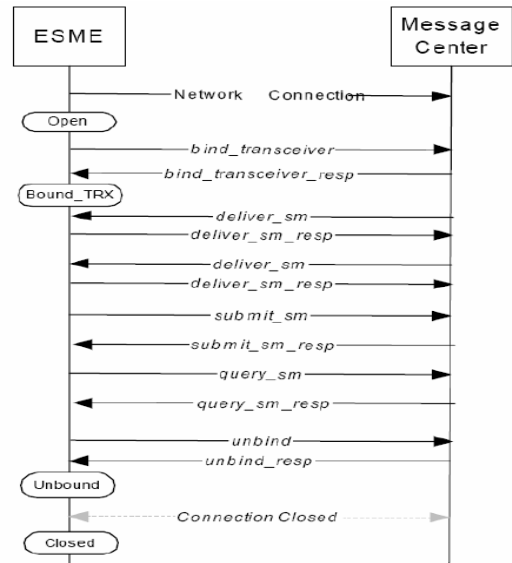 ESME
Message
Center
Network Connection
Open
bind_transceiver
bind_transceiver_resp
Bound_TRX
deliver_sm
deliver_sm_resp
deliver_sm
deliver_sm_resp
submit_sm
submit_sm_resp
query_sm
query_sm_resp
unbind
unbind_resp
Unbound
Connection Closed
Closed